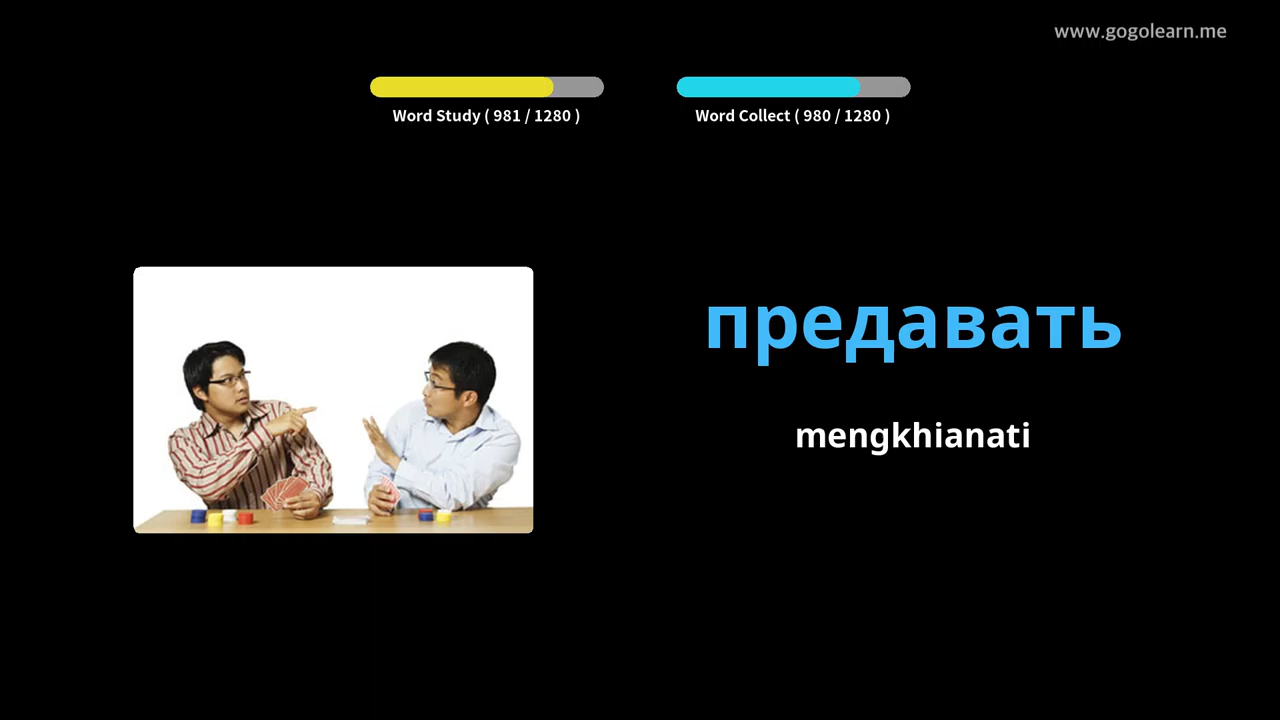 www.gogolearn.me
Word Study ( 981 / 1280 )
Word Collect ( 980 / 1280 )
предавать
mengkhianati